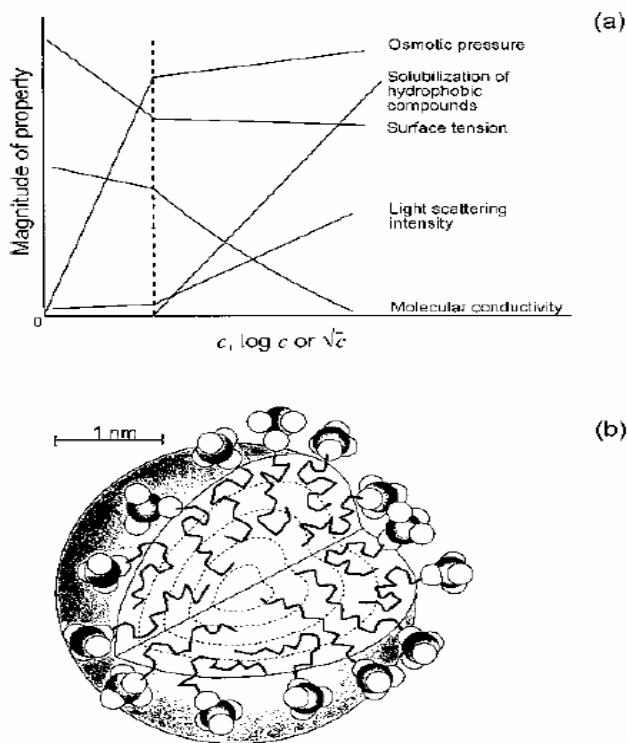 (a)
Magnitude of property
Osmotic pressure
Solubilization of
hydrophobic
compounds
Surface tension
Light scattering
intensity
Molecular conductivity
0
c, log c or √c
(b)
1 nm